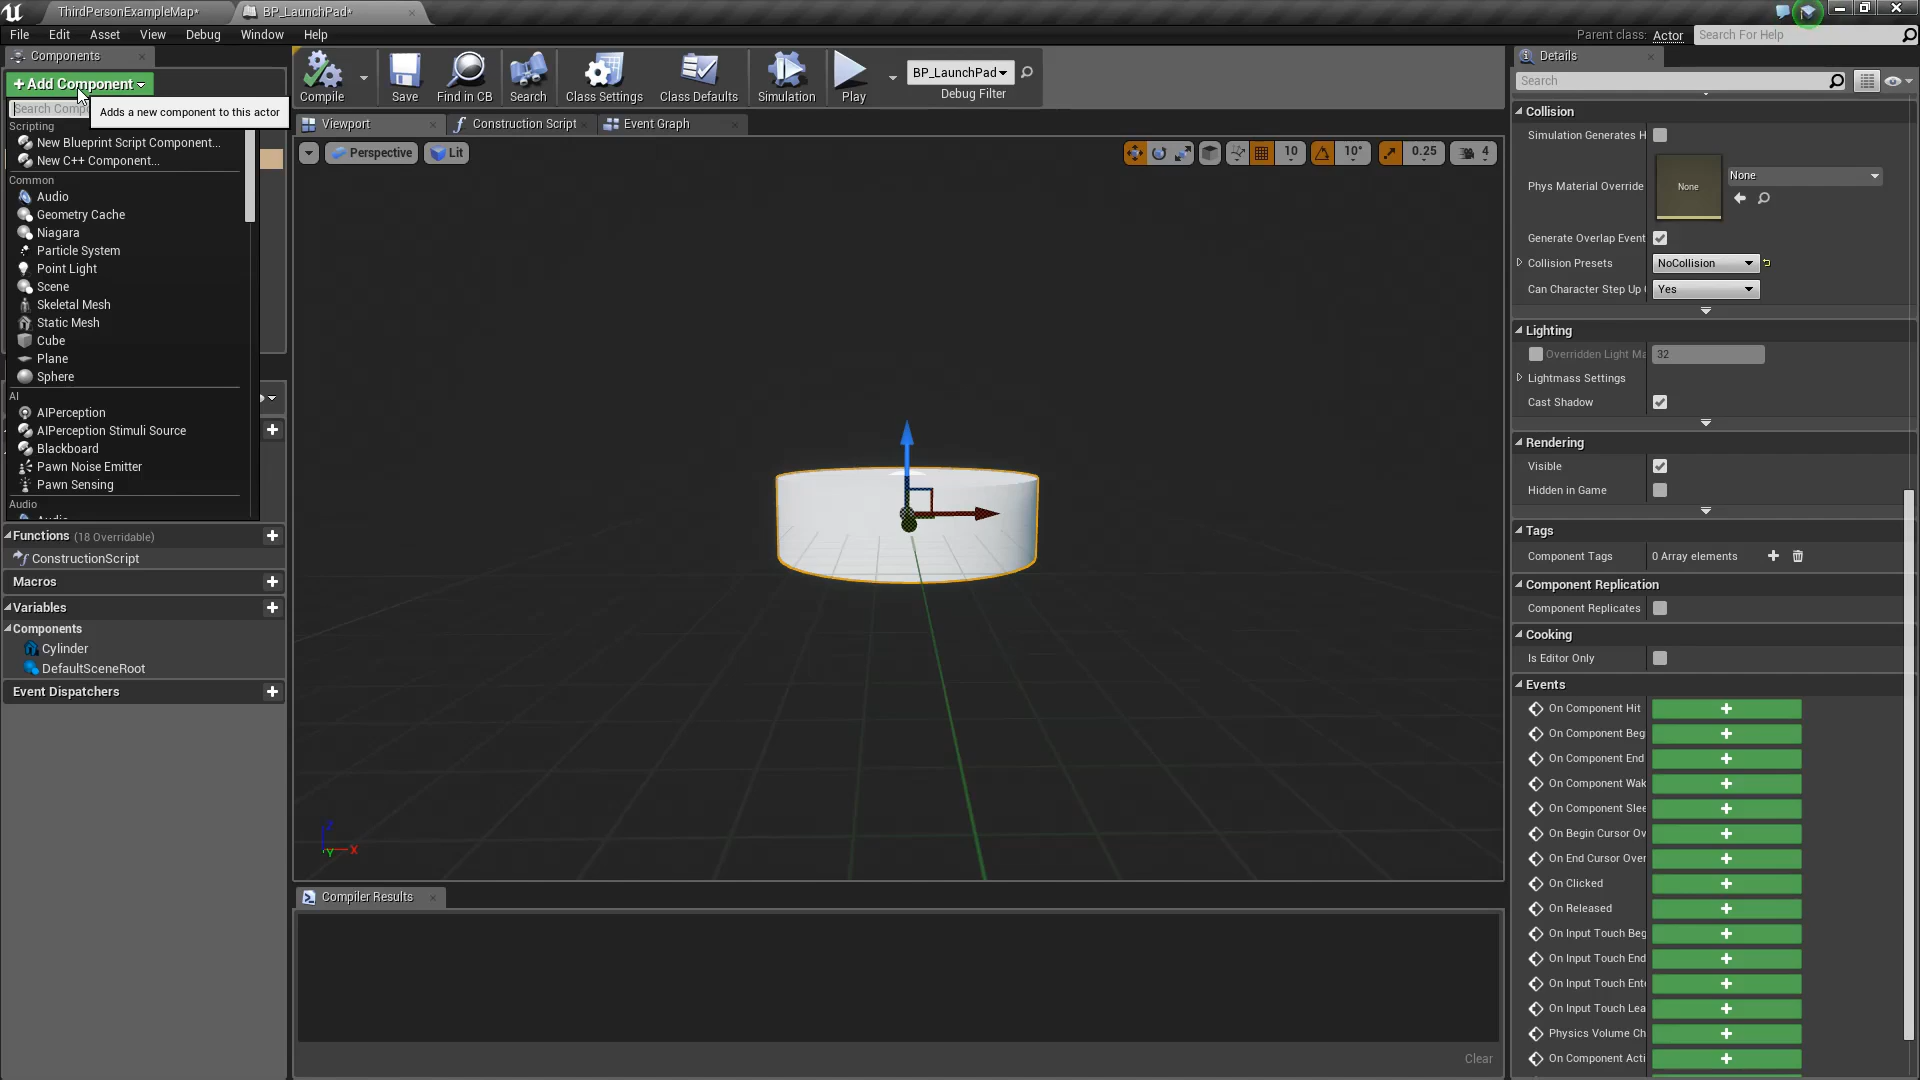 ThirdPersonExampleMap*
BP_LaunchPad*
File Edit Asset View Debug Window Help
Parent class: Actor
Search For Help
Components
+Add Component
Adds a new component to this actor
Scripting
New Blueprint Script Component...
New C++ Component...
Common
Audio
Geometry Cache
Niagara
Particle System
Point Light
Scene
Skeletal Mesh
Static Mesh
Cube
Plane
Sphere
AI
AIPerception
AIPerception Stimuli Source
Blackboard
Pawn Noise Emitter
Pawn Sensing
Audio
Functions (18 Overridable)
ConstructionScript
Macros
Variables
Components
Cylinder
DefaultSceneRoot
Event Dispatchers
Compile
Save
Find in CB
Search
Class Settings
Class Defaults
Simulation
Play
BP_LaunchPad
Debug Filter
Viewport
Construction Script
Event Graph
Perspective
Lit
10
10°
0.25
4
Z
Y
X
Compiler Results
Clear
Details
Search
Collision
Simulation Generates H
Phys Material Override
None
None
Generate Overlap Event
Collision Presets
NoCollision
Can Character Step Up
Yes
Lighting
Overridden Light Ma
32
Lightmass Settings
Cast Shadow
Rendering
Visible
Hidden in Game
Tags
Component Tags
0 Array elements
Component Replication
Component Replicates
Cooking
Is Editor Only
Events
On Component Hit
On Component Beg
On Component End
On Component Wak
On Component Slee
On Begin Cursor Ov
On End Cursor Over
On Clicked
On Released
On Input Touch Beg
On Input Touch End
On Input Touch Ente
On Input Touch Lea
Physics Volume Ch
On Component Acti